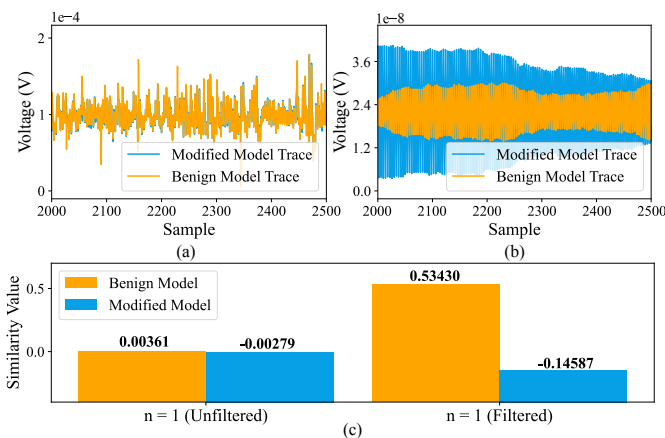 1e−4
2
1
0
Voltage (V)
Modified Model Trace
Benign Model Trace
2000 2100 2200 2300 2400 2500
Sample
(a)
1e−8
3.6
2.4
1.2
0.0
Voltage (V)
Modified Model Trace
Benign Model Trace
2000 2100 2200 2300 2400 2500
Sample
(b)
Similarity Value
0.5
0.0
Benign Model
Modified Model
0.00361
-0.00279
0.53430
-0.14587
n = 1 (Unfiltered)
n = 1 (Filtered)
(c)